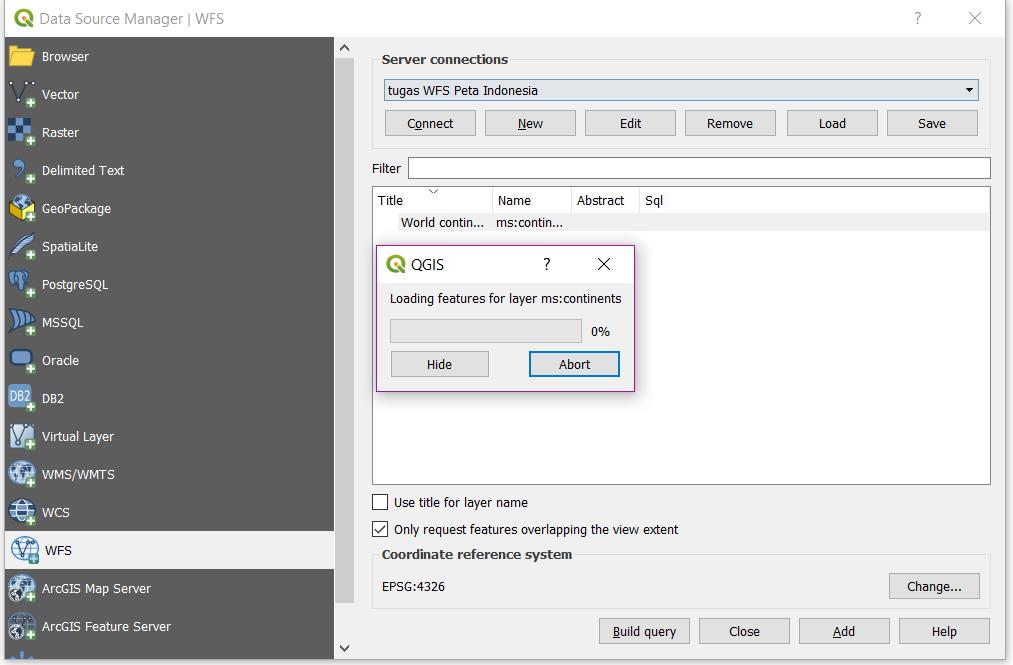 Data Source Manager | WFS
?
Browser
Vector
Raster
Delimited Text
GeoPackage
SpatiaLite
PostgreSQL
MSSQL
Oracle
DB2
DB2
Virtual Layer
WMS/WMTS
WCS
WFS
ArcGIS Map Server
ArcGIS Feature Server
Server connections
tugas WFS Peta Indonesia
Connect New Edit Remove Load Save
Filter
Title Name Abstract Sql
World contin... ms:contin...
QGIS ?
Loading features for layer ms:continents
0%
Hide Abort
Use title for layer name
Only request features overlapping the view extent
Coordinate reference system
EPSG:4326 Change...
Build query Close Add Help